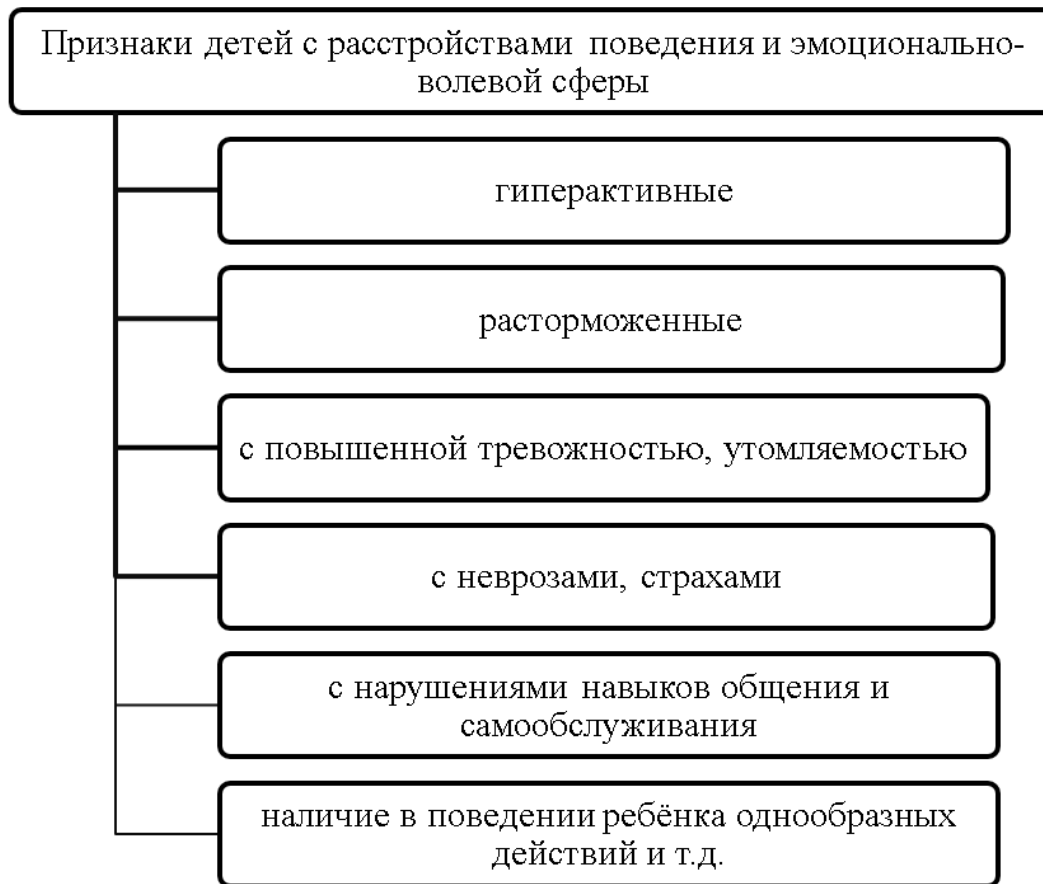 Признаки детей с расстройствами поведения и эмоционально-
волевой сферы
гиперактивные
расторможенные
с повышенной тревожностью, утомляемостью
с неврозами, страхами
с нарушениями навыков общения и
самообслуживания
наличие в поведении ребёнка однообразных
действий и т.д.